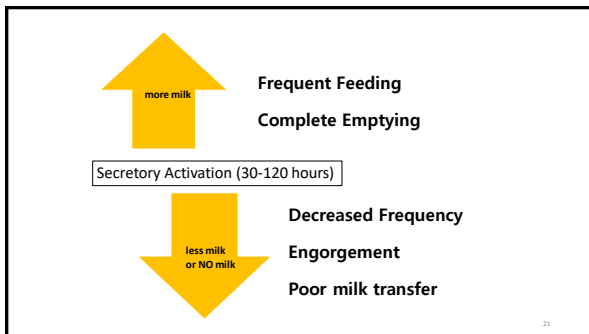 more milk
Frequent Feeding
Complete Emptying
Secretory Activation (30-120 hours)
less milk
or NO milk
Decreased Frequency
Engorgement
Poor milk transfer
21